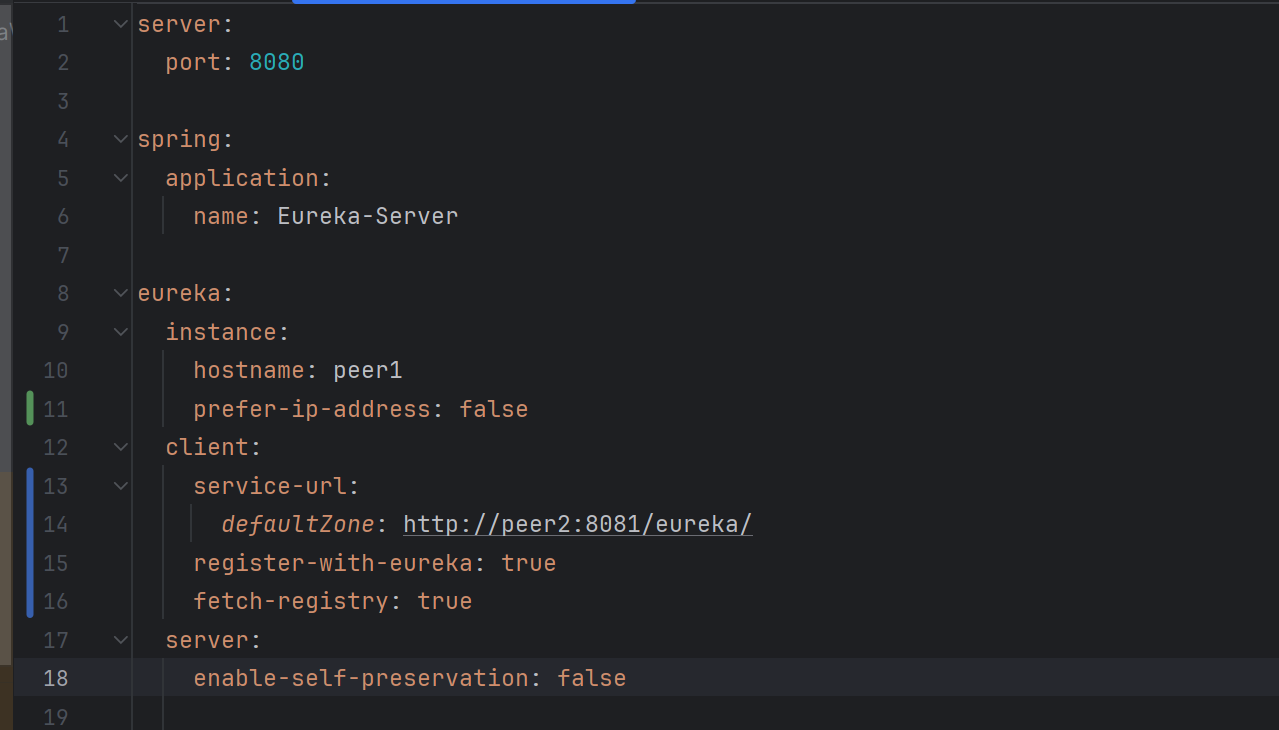 1 server:
2   port: 8080
3
4 spring:
5   application:
6     name: Eureka-Server
7
8 eureka:
9   instance:
10     hostname: peer1
11     prefer-ip-address: false
12   client:
13     service-url:
14       defaultZone: http://peer2:8081/eureka/
15     register-with-eureka: true
16     fetch-registry: true
17   server:
18     enable-self-preservation: false
19